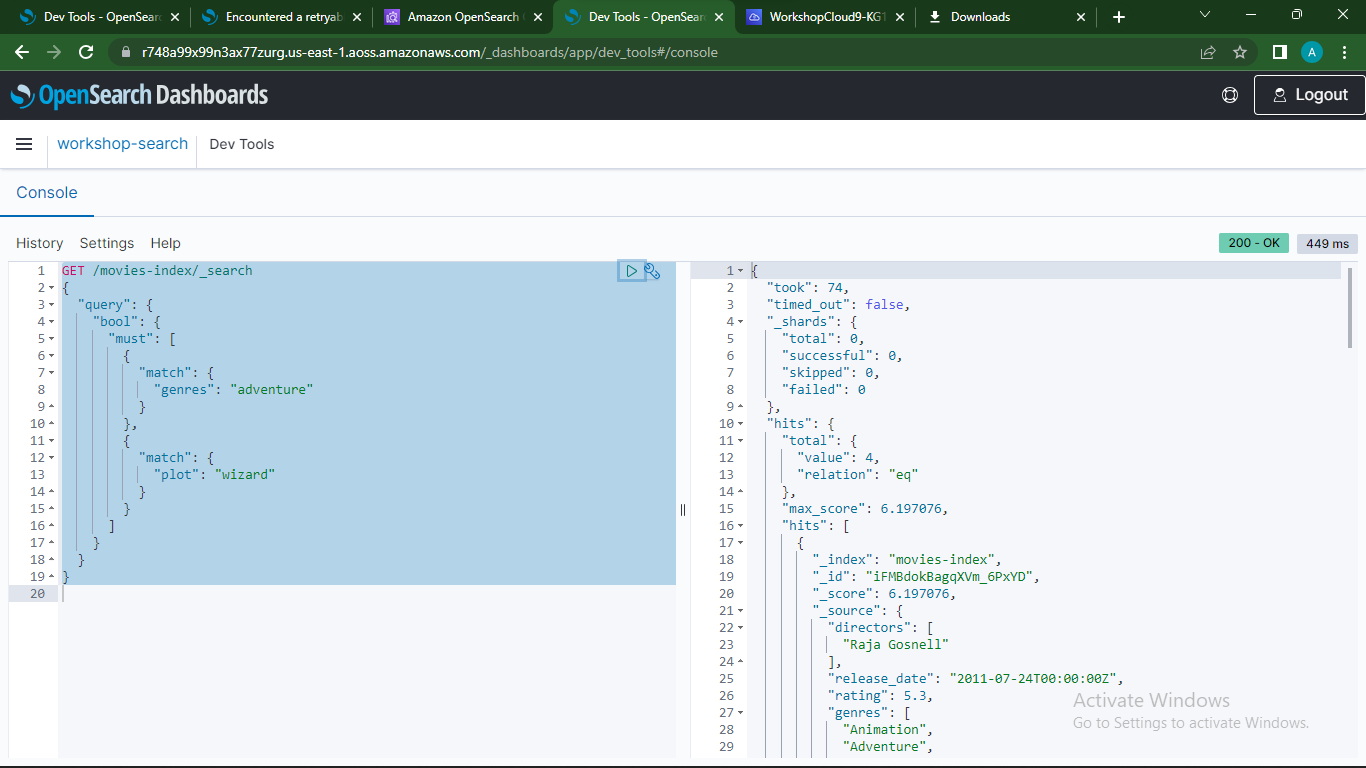 Dev Tools - OpenSear
Encountered a retryab
Amazon OpenSearch
Dev Tools - OpenSear
WorkshopCloud9-KG
Downloads
r748a99x99n3ax77zurg.us-east-1.aoss.amazonaws.com/_dashboards/app/dev_tools#/console
A
OpenSearch Dashboards
Logout
workshop-search
Dev Tools
Console
History Settings Help
200 - OK
449 ms
1 GET /movies-index/_search
2 {
3 "query": {
4 "bool": {
5 "must": [
6 {
7 "match": {
8 "genres": "adventure"
9 }
10 },
11 {
12 "match": {
13 "plot": "wizard"
14 }
15 }
16 ]
17 }
18 }
19 }
20
1 {
2 "took": 74,
3 "timed_out": false,
4 "_shards": {
5 "total": 0,
6 "successful": 0,
7 "skipped": 0,
8 "failed": 0
9 },
10 "hits": {
11 "total": {
12 "value": 4,
13 "relation": "eq"
14 },
15 "max_score": 6.197076,
16 "hits": [
17 {
18 "_index": "movies-index",
19 "_id": "iFMBdokBagqXVm_6PxYD",
20 "_score": 6.197076,
21 "_source": {
22 "directors": [
23 "Raja Gosnell"
24 ],
25 "release_date": "2011-07-24T00:00:00Z",
26 "rating": 5.3,
27 "genres": [
28 "Animation",
29 "Adventure",
Activate Windows
Go to Settings to activate Windows.